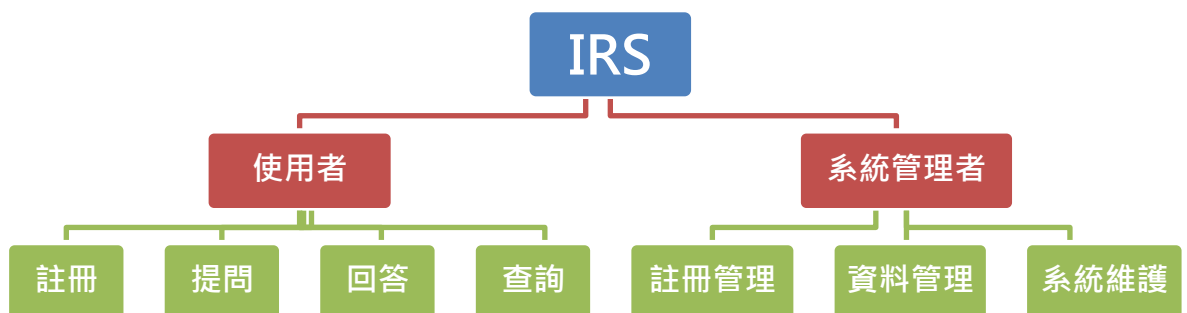 IRS
使用者
系統管理者
註冊
提問
回答
查詢
註冊管理
資料管理
系統維護